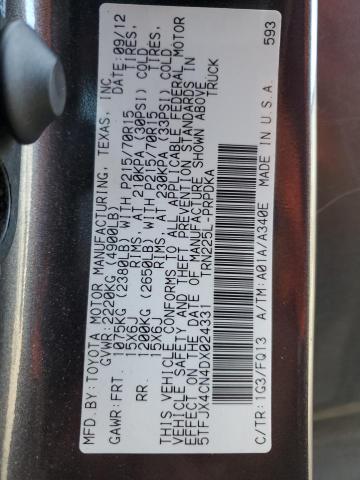 MFD.BY:TOYOTA MOTOR MANUFACTURING, TEXAS, INC.
GVWR: 2220KG (4900LB) DATE:09/12
GAWR:FRT. 1075KG (2380LB) WITH P215/70R15 TIRES,
15X6J RIMS, AT 210KPA (30PSI) COLD
RR. 1200KG (2650LB) WITH P215/70R15 TIRES,
15X6J RIMS, AT 230KPA (33PSI) COLD
THIS VEHICLE CONFORMS TO ALL APPLICABLE FEDERAL MOTOR
VEHICLE SAFETY AND THEFT PREVENTION STANDARDS IN
EFFECT ON THE DATE OF MANUFACTURE SHOWN ABOVE.
5TFJX4CN4DX024331 TRUCK
TRN225L-PRPDKA
C/TR:1G3/FQ13 A/TM:A01A/A340E MADE IN U.S.A. 593